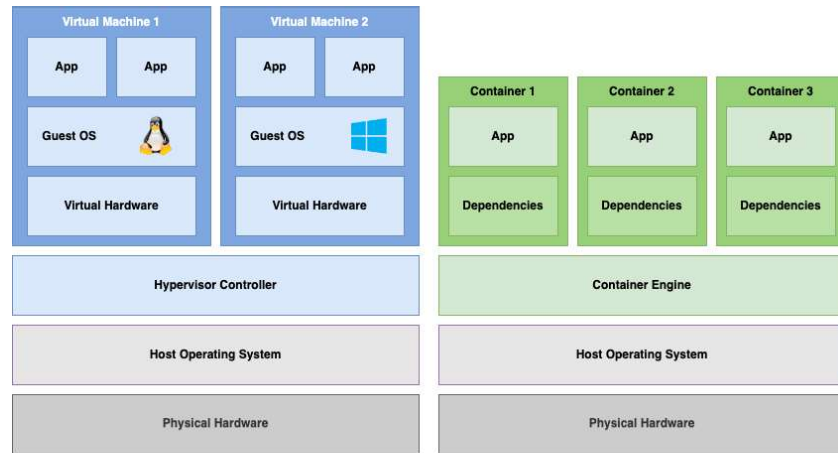 Virtual Machine 1
App
App
Guest OS
Virtual Hardware
Virtual Machine 2
App
App
Guest OS
Virtual Hardware
Hypervisor Controller
Host Operating System
Physical Hardware
Container 1
App
Dependencies
Container 2
App
Dependencies
Container 3
App
Dependencies
Container Engine
Host Operating System
Physical Hardware